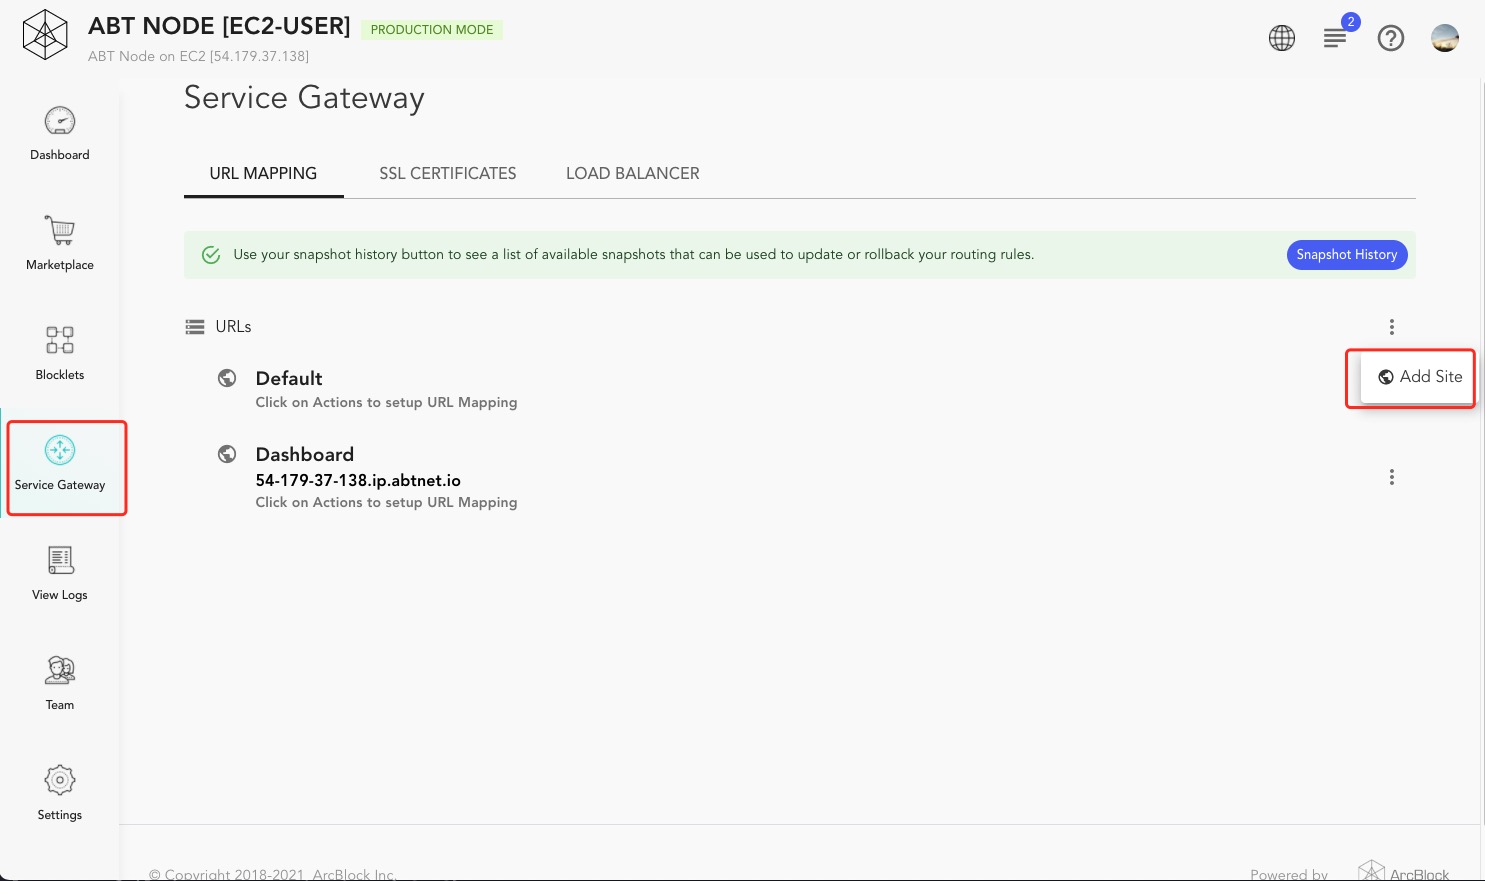 ABT NODE [EC2-USER] PRODUCTION MODE
2
ABT Node on EC2 [54.179.37.138]
Dashboard
Marketplace
Blocklets
Service Gateway
View Logs
Team
Settings
Service Gateway
URL MAPPING SSL CERTIFICATES LOAD BALANCER
Use your snapshot history button to see a list of available snapshots that can be used to update or rollback your routing rules. Snapshot History
URLs
Add Site
Default
Click on Actions to setup URL Mapping
Dashboard
54-179-37-138.ip.abtnet.io
Click on Actions to setup URL Mapping
© Copyright 2018-2021 ArcBlock Inc. Powered by ArcBlock